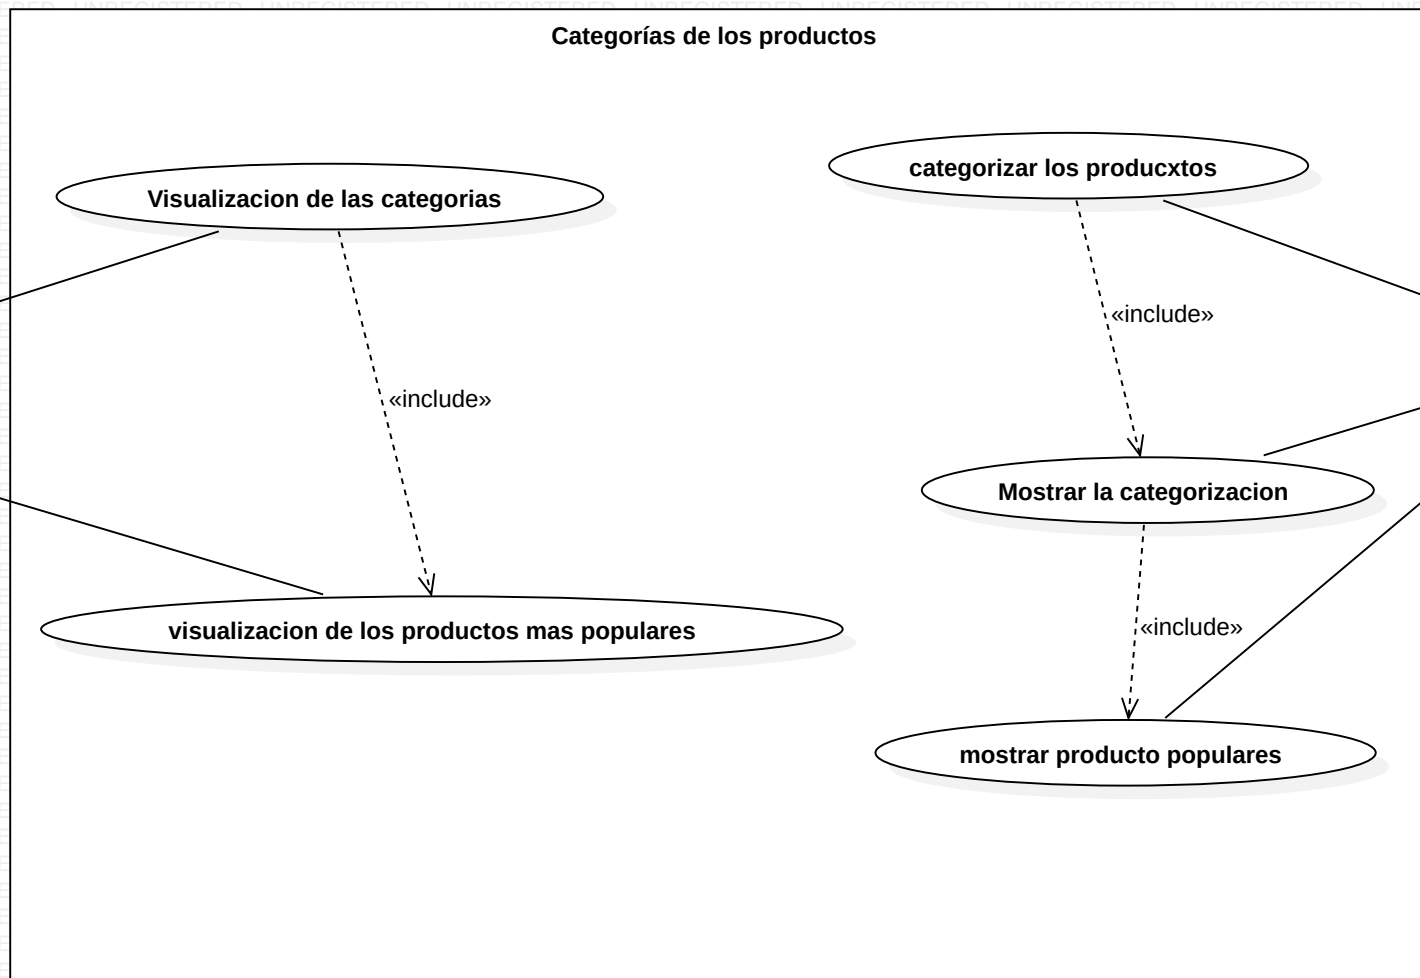 Categorías de los productos
categorizar los producxtos
Visualizacion de las categorias
«include»
«include»
Mostrar la categorizacion
visualizacion de los productos mas populares
«include»
mostrar producto populares